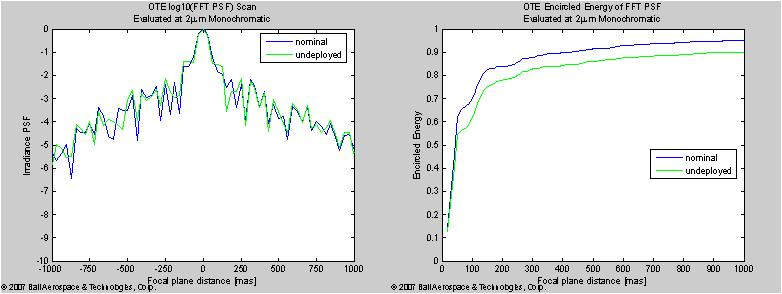 OTE log10(FFT PSF) Scan
Evaluated at 2μm Monochromatic
0
-1
-2
-3
-4
-5
-6
-7
-8
-9
-10
Irradiance PSF
nominal
undeployed
-1000 -750 -500 -250 0 250 500 750 1000
Focal plane distance [mas]
© 2007 Ball Aerospace & Technologies, Corp.
OTE Encircled Energy of FFT PSF
Evaluated at 2μm Monochromatic
1
0.9
0.8
0.7
0.6
0.5
0.4
0.3
0.2
0.1
0
Encircled Energy
nominal
undeployed
0 100 200 300 400 500 600 700 800 900 1000
Focal plane distance [mas]
© 2007 Ball Aerospace & Technologies, Corp.